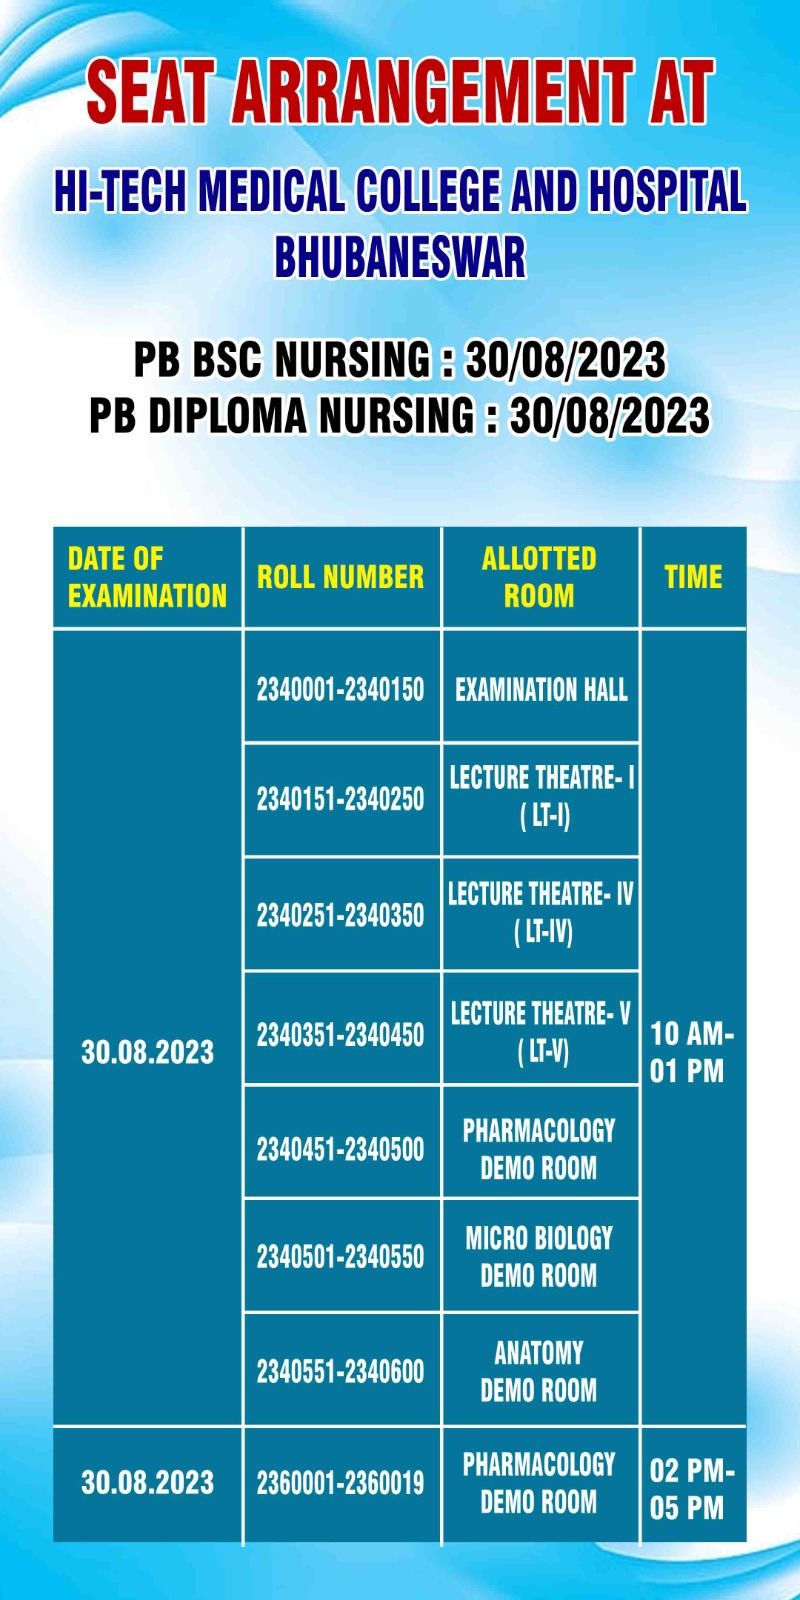 SEAT ARRANGEMENT AT
HI-TECH MEDICAL COLLEGE AND HOSPITAL
BHUBANESWAR
PB BSC NURSING : 30/08/2023
PB DIPLOMA NURSING : 30/08/2023
DATE OF
EXAMINATION
ROLL NUMBER
ALLOTTED
ROOM
TIME
30.08.2023
2340001-2340150
EXAMINATION HALL
2340151-2340250
LECTURE THEATRE- I
( LT-I)
2340251-2340350
LECTURE THEATRE- IV
( LT-IV)
2340351-2340450
LECTURE THEATRE- V
( LT-V)
2340451-2340500
PHARMACOLOGY
DEMO ROOM
2340501-2340550
MICRO BIOLOGY
DEMO ROOM
2340551-2340600
ANATOMY
DEMO ROOM
10 AM-
01 PM
30.08.2023
2360001-2360019
PHARMACOLOGY
DEMO ROOM
02 PM-
05 PM